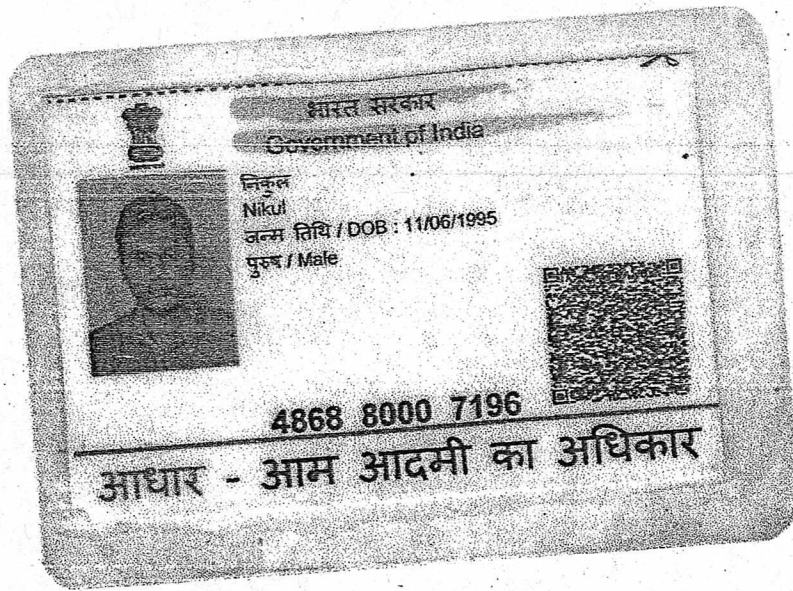 भारत सरकार
Government of India
निकुल
Nikul
जन्म तिथि / DOB : 11/06/1995
पुरुष / Male
4868 8000 7196
आधार - आम आदमी का अधिकार